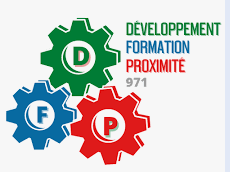 D
DÉVELOPPEMENT
FORMATION
PROXIMITÉ
971
F
P